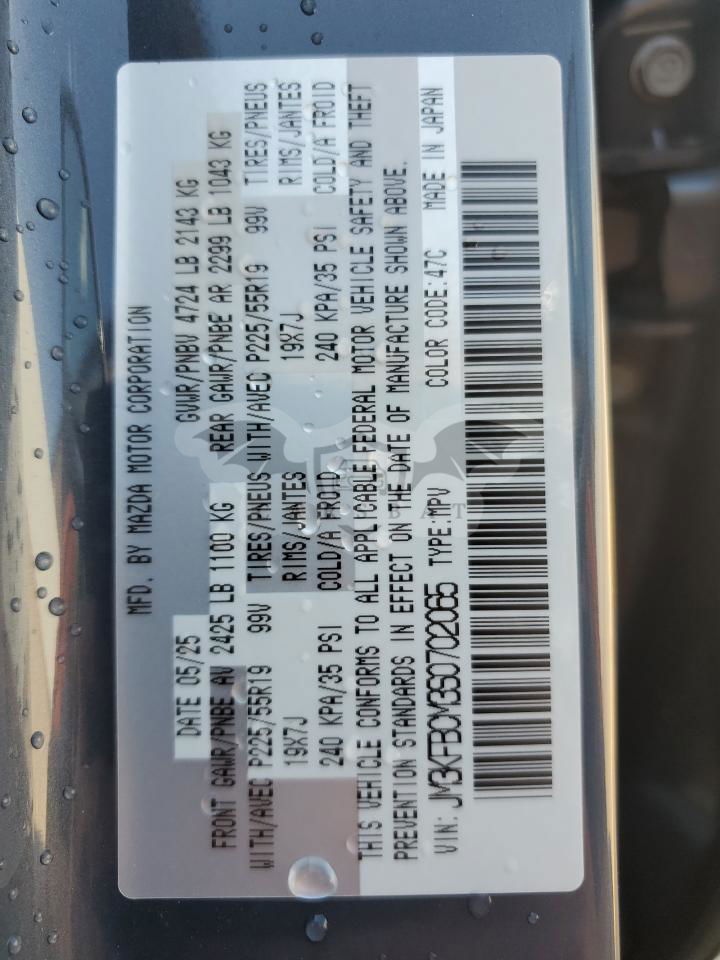 MFD. BY MAZDA MOTOR CORPORATION
DATE 05/25 GVWR/PNBV 4724 LB 2143 KG
FRONT GAWR/PNBE AV 2425 LB 1100 KG REAR GAWR/PNBE AR 2299 LB 1043 KG
WITH/AVEC P225/55R19 99V TIRES/PNEUS WITH/AVEC P225/55R19 99V TIRES/PNEUS
19X7J RIMS/JANTES 19X7J RIMS/JANTES
240 KPA/35 PSI COLD/A FROID 240 KPA/35 PSI COLD/A FROID
THIS VEHICLE CONFORMS TO ALL APPLICABLE FEDERAL MOTOR VEHICLE SAFETY AND THEFT
PREVENTION STANDARDS IN EFFECT ON THE DATE OF MANUFACTURE SHOWN ABOVE.
VIN: JM3KFBCM3S0702065 TYPE:MPV COLOR CODE:47C MADE IN JAPAN